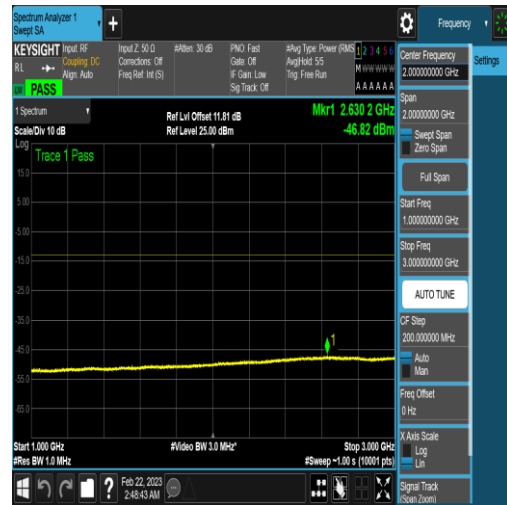 Spectrum Analyzer 1
Swept SA
Frequency
KEYSIGHT
RL
Input: RF
Coupling: DC
Align: Auto
Input Z: 50 Ω
Corrections: Off
Freq Ref: Int (S)
#Atten: 30 dB
PNO: Fast
Gate: Off
IF Gain: Low
Sig Track: Off
#Avg Type: Power (RMS
Avg|Hold: 5/5
Trig: Free Run
1 2 3 4 5 6
M W W W W W
A A A A A A
PASS
1 Spectrum
Scale/Div 10 dB
Ref Lvl Offset 11.81 dB
Ref Level 25.00 dBm
Mkr1 2.630 2 GHz
-46.82 dBm
Log
Trace 1 Pass
15.0
5.00
-5.00
-15.0
-25.0
-35.0
-45.0
-55.0
-65.0
1
Start 1.000 GHz
#Res BW 1.0 MHz
#Video BW 3.0 MHz*
Stop 3.000 GHz
#Sweep ~1.00 s (10001 pts)
Feb 22, 2023
2:48:43 AM
Center Frequency
2.000000000 GHz
Settings
Span
2.00000000 GHz
Swept Span
Zero Span
Full Span
Start Freq
1.000000000 GHz
Stop Freq
3.000000000 GHz
AUTO TUNE
CF Step
200.000000 MHz
Auto
Man
Freq Offset
0 Hz
X Axis Scale
Log
Lin
Signal Track
(Span Zoom)